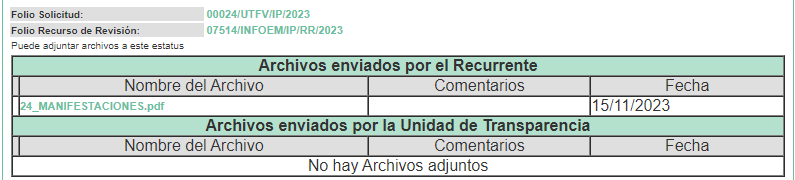 Folio Solicitud: 00024/UTFV/IP/2023
Folio Recurso de Revisión: 07514/INFOEM/IP/RR/2023
Puede adjuntar archivos a este estatus
Archivos enviados por el Recurrente
Nombre del Archivo Comentarios Fecha
24_MANIFESTACIONES.pdf 15/11/2023
Archivos enviados por la Unidad de Transparencia
Nombre del Archivo Comentarios Fecha
No hay Archivos adjuntos